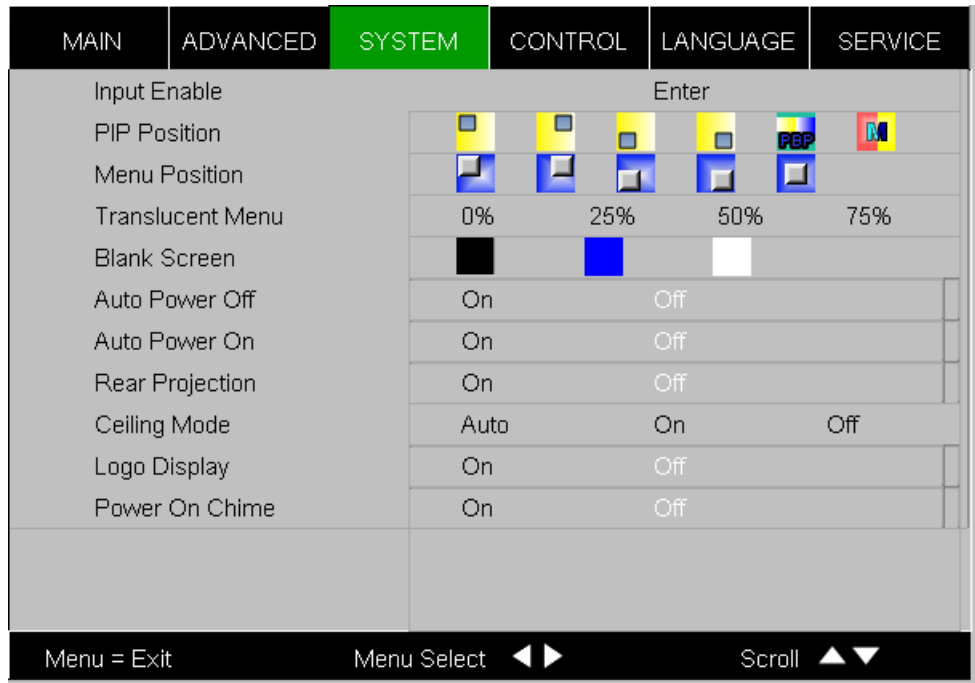 MAIN ADVANCED SYSTEM CONTROL LANGUAGE SERVICE
Input Enable Enter
PIP Position PBP M
Menu Position
Translucent Menu 0% 25% 50% 75%
Blank Screen
Auto Power Off On Off
Auto Power On On Off
Rear Projection On Off
Ceiling Mode Auto On Off
Logo Display On Off
Power On Chime On Off
Menu = Exit Menu Select Scroll